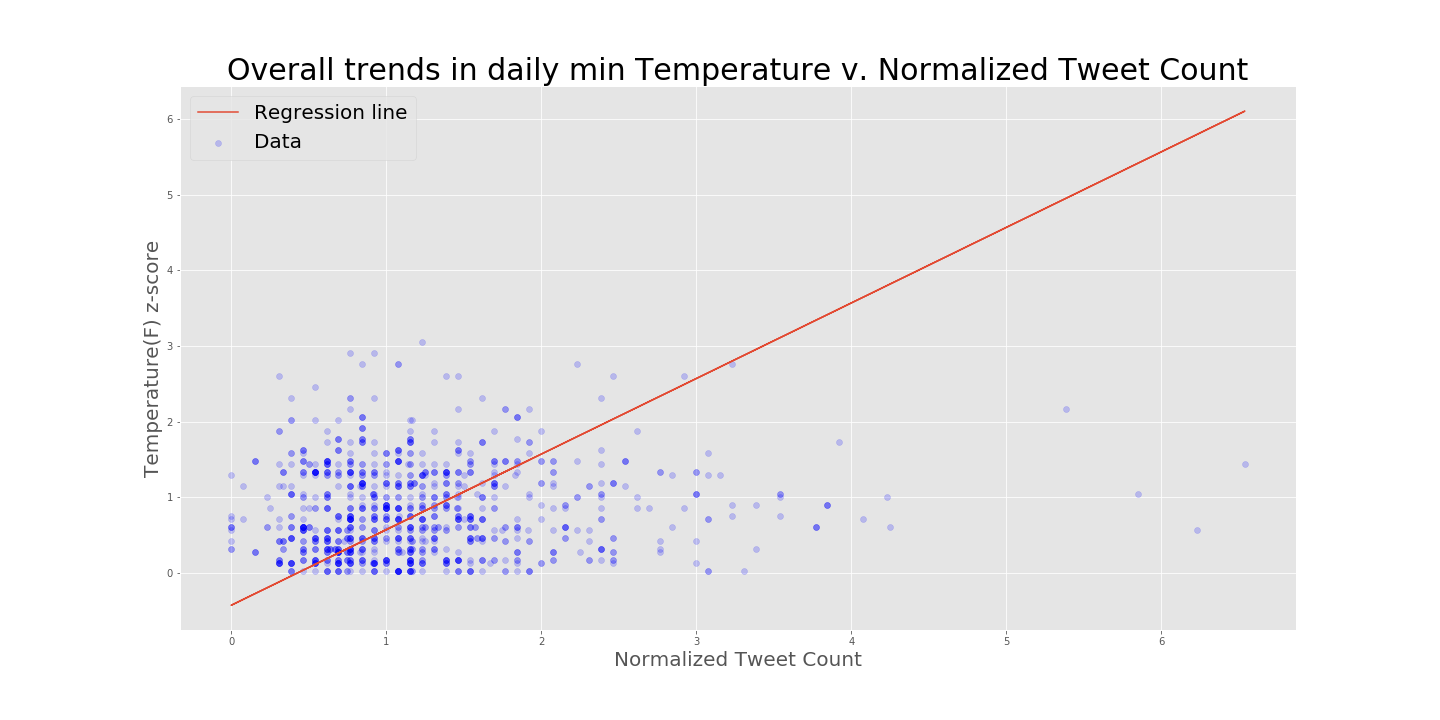 Overall trends in daily min Temperature v. Normalized Tweet Count
Regression line
Data
Temperature(F) z-score
6
5
4
3
2
1
0
0 1 2 3 4 5 6
Normalized Tweet Count